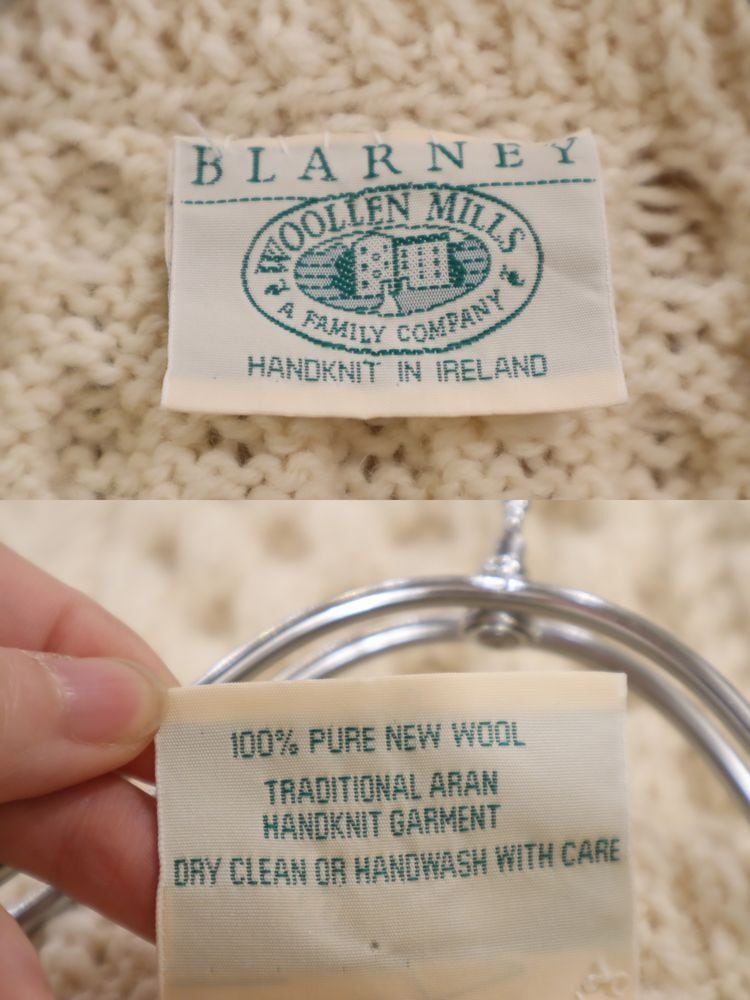 BLARNEY
WOOLLEN MILLS
A FAMILY COMPANY
HANDKNIT IN IRELAND
100% PURE NEW WOOL
TRADITIONAL ARAN
HANDKNIT GARMENT
DRY CLEAN OR HANDWASH WITH CARE